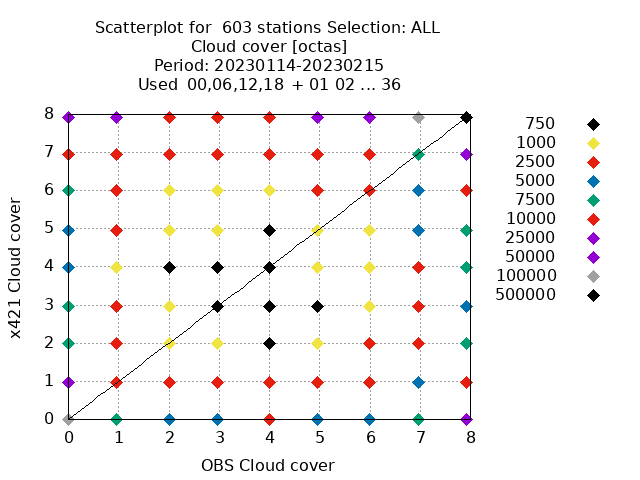 Scatterplot for  603 stations Selection: ALL
Cloud cover [octas]
Period: 20230114-20230215
Used  00,06,12,18  + 01 02 ... 36
8
7
6
5
4
3
2
1
0
x421 Cloud cover
0 1 2 3 4 5 6 7 8
OBS Cloud cover
750
1000
2500
5000
7500
10000
25000
50000
100000
500000